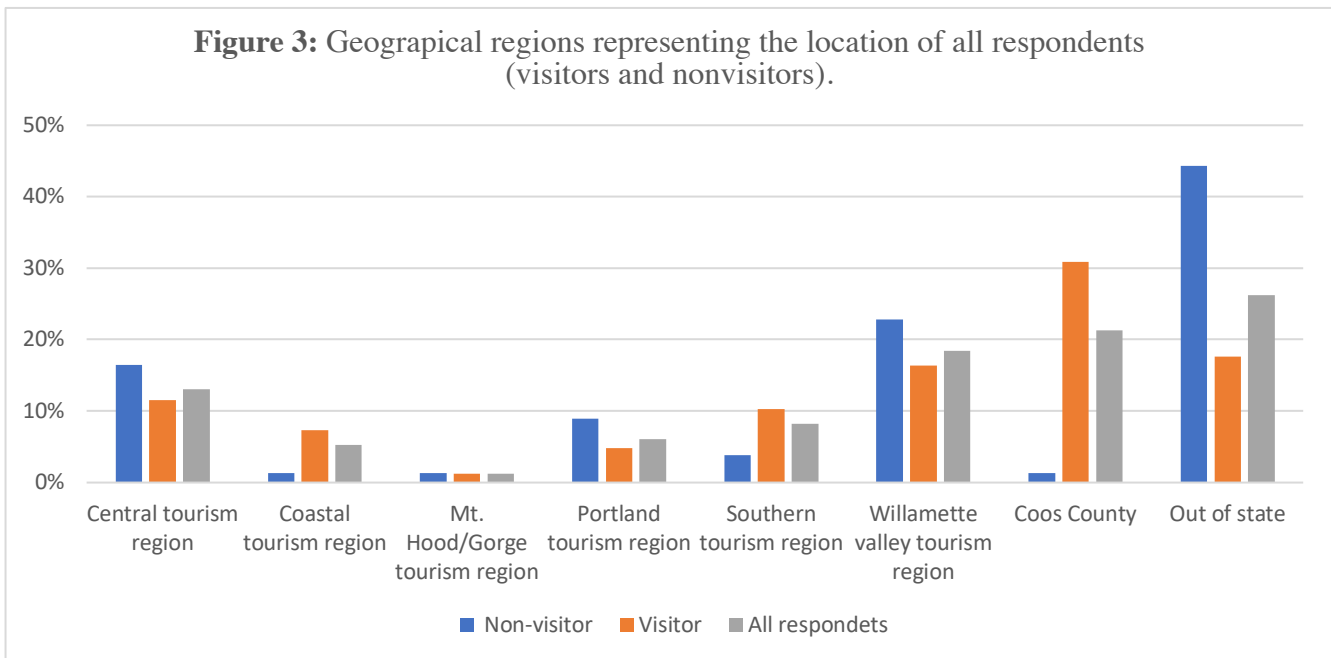 Figure 3: Geograpical regions representing the location of all respondents
(visitors and nonvisitors).
50%
40%
30%
20%
10%
0%
Central tourism
region
Coastal
tourism region
Mt.
Hood/Gorge
tourism region
Portland
tourism region
Southern
tourism region
Willamette
valley tourism
region
Coos County
Out of state
Non-visitor
Visitor
All respondets